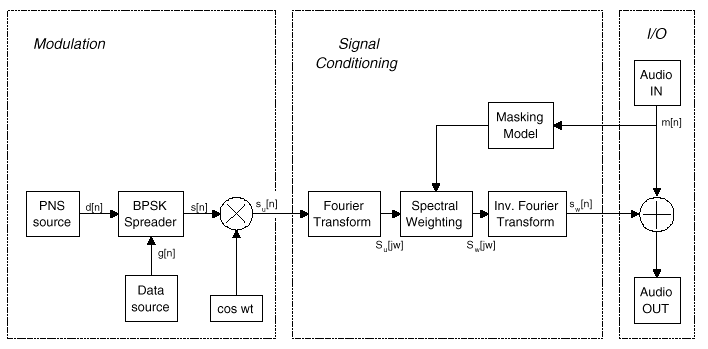 Modulation
Signal
Conditioning
I/O
Audio
IN
m[n]
Masking
Model
PNS
source
d[n]
BPSK
Spreader
s[n]
s_u[n]
Fourier
Transform
S_u[jw]
Spectral
Weighting
S_w[jw]
Inv. Fourier
Transform
s_w[n]
g[n]
Data
source
cos wt
Audio
OUT